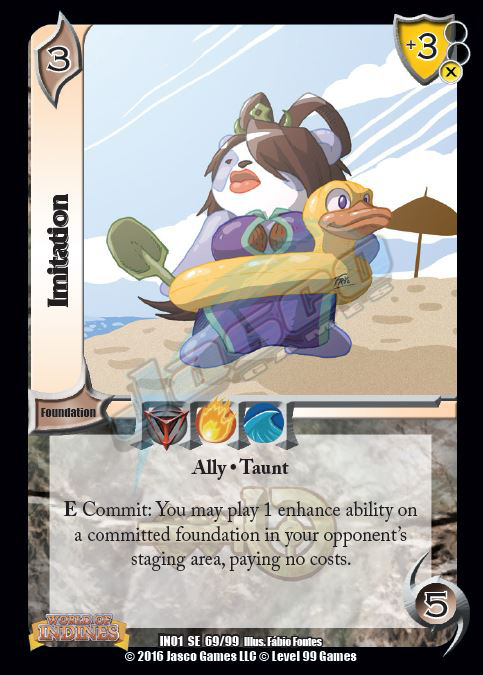 3
+3
X
Imitation
Foundation
Ally • Taunt
E Commit: You may play 1 enhance ability on
a committed foundation in your opponent's
staging area, paying no costs.
5
WORLD OF
INDINES
IN01 SE 69/99 Illus. Fábio Fontes
© 2016 Jasco Games LLC © Level 99 Games
JASCO
GAMES